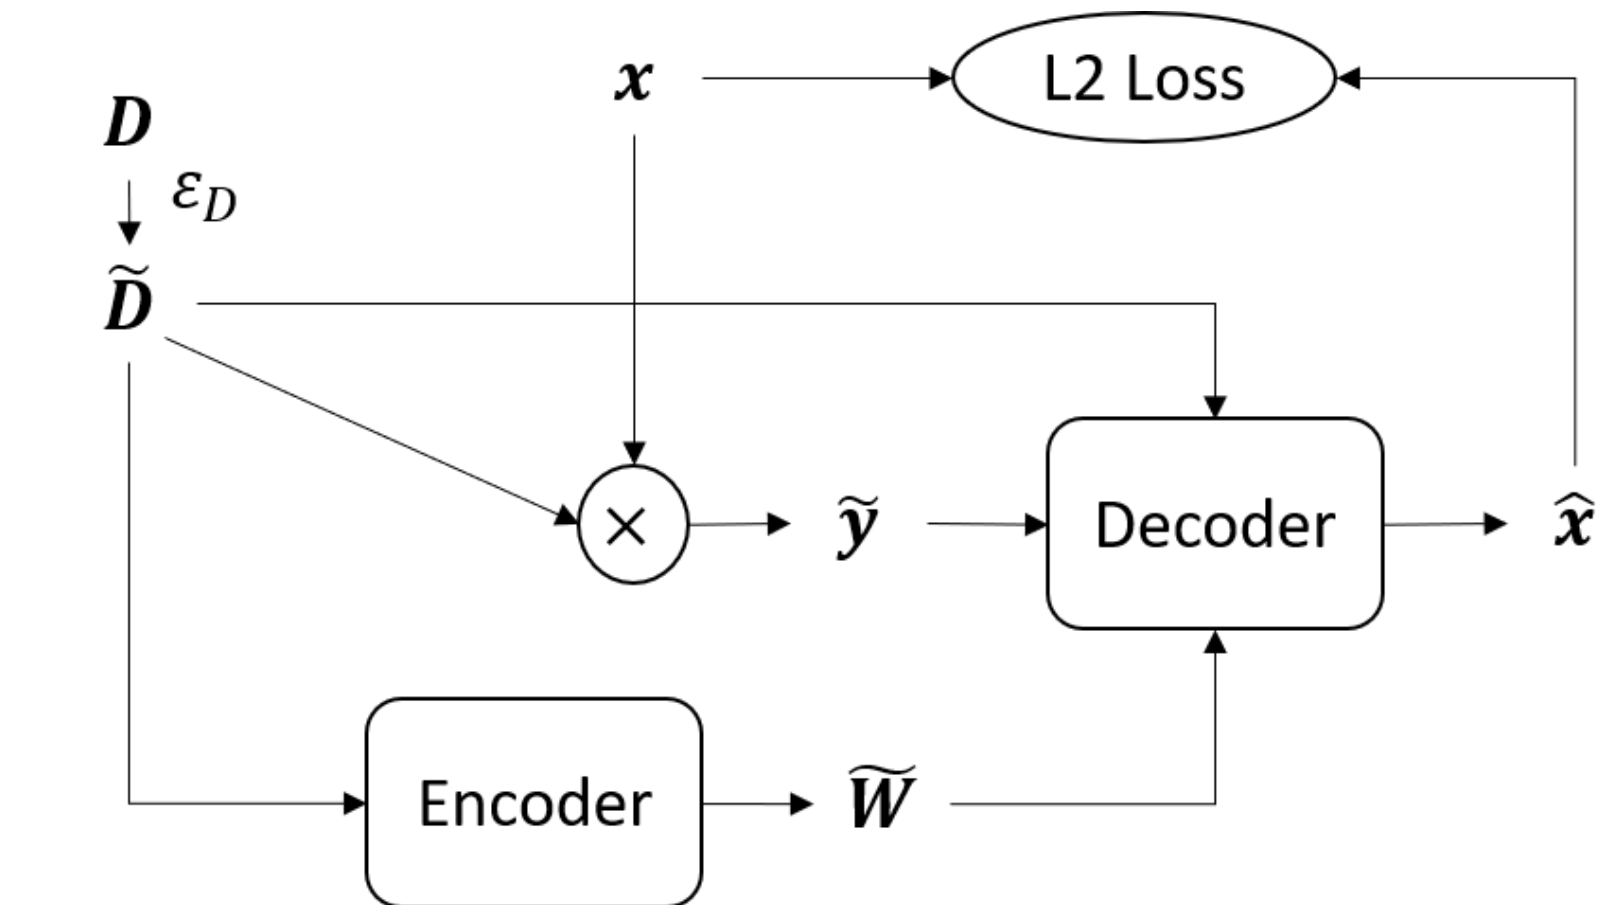 x
L2 Loss
D
ε_D
D̃
×
ỹ
Decoder
x̂
Encoder
W̃